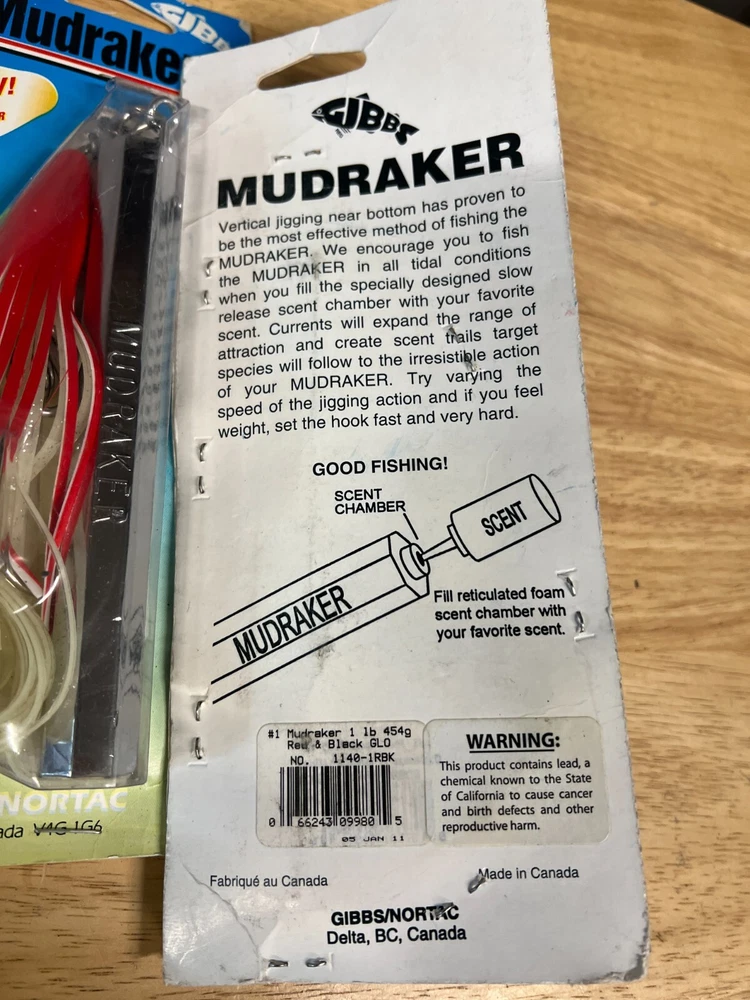 Mudraker
GIBBS
y!
R
MUDRAKER
NORTAC
ada V4G 1G6
GIBBS
MUDRAKER
Vertical jigging near bottom has proven to
be the most effective method of fishing the
MUDRAKER. We encourage you to fish
the MUDRAKER in all tidal conditions
when you fill the specially designed slow
release scent chamber with your favorite
scent. Currents will expand the range of
attraction and create scent trails target
species will follow to the irresistible action
of your MUDRAKER. Try varying the
speed of the jigging action and if you feel
weight, set the hook fast and very hard.
GOOD FISHING!
SCENT
CHAMBER
SCENT
MUDRAKER
Fill reticulated foam
scent chamber with
your favorite scent.
#1 Mudraker 1 lb 454g
Red & Black GLO
NO. 1140-1RBK
0 66243 09980 5
05 JAN 11
WARNING:
This product contains lead, a
chemical known to the State
of California to cause cancer
and birth defects and other
reproductive harm.
Fabriqué au Canada
Made in Canada
GIBBS/NORTAC
Delta, BC, Canada